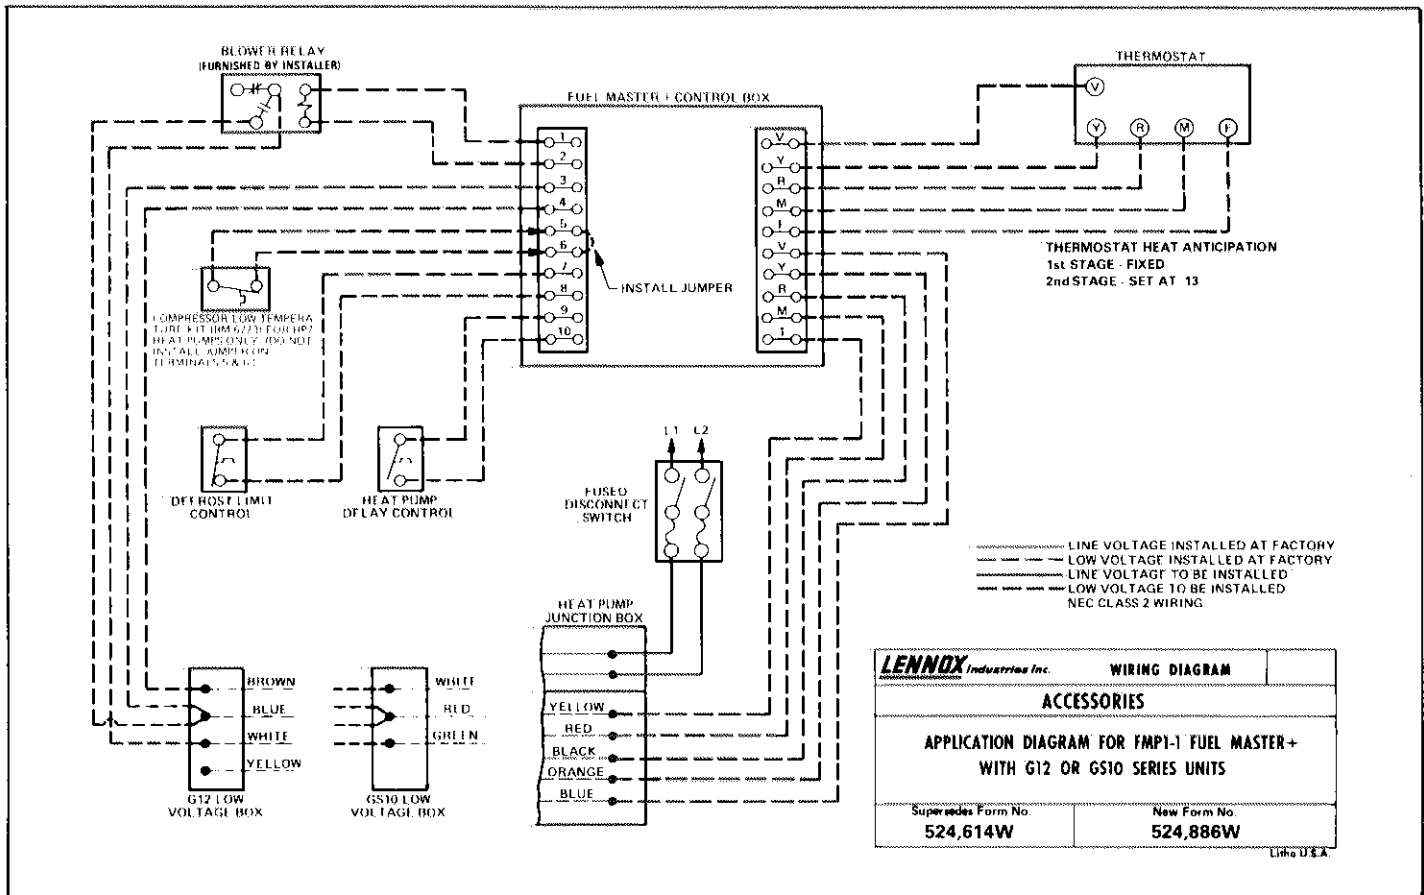 BLOWER RELAY
(FURNISHED BY INSTALLER)
FUEL MASTER + CONTROL BOX
THERMOSTAT
V
Y R M F
1
2
3
4
5
6
7
8
9
10
V
Y
R
M
F
V
Y
R
M
INSTALL JUMPER
THERMOSTAT HEAT ANTICIPATION
1st STAGE - FIXED
2nd STAGE - SET AT 13
COMPRESSOR LOW TEMPERA
TURE KIT FOR HP7
HEAT PUMPS ONLY (DO NOT
INSTALL JUMPER ON
TERMINALS 5 & 6)
DEFROST LIMIT
CONTROL
HEAT PUMP
DELAY CONTROL
L1 L2
FUSED
DISCONNECT
SWITCH
LINE VOLTAGE INSTALLED AT FACTORY
LOW VOLTAGE INSTALLED AT FACTORY
LINE VOLTAGE TO BE INSTALLED
LOW VOLTAGE TO BE INSTALLED
NEC CLASS 2 WIRING
HEAT PUMP
JUNCTION BOX
YELLOW
RED
BLACK
ORANGE
BLUE
BROWN
BLUE
WHITE
YELLOW
G12 LOW
VOLTAGE BOX
WHITE
RED
GREEN
GS10 LOW
VOLTAGE BOX
LENNOX Industries Inc. WIRING DIAGRAM
ACCESSORIES
APPLICATION DIAGRAM FOR FMP1-1 FUEL MASTER+
WITH G12 OR GS10 SERIES UNITS
Supersedes Form No.
524,614W
New Form No.
524,886W
Litho U.S.A.